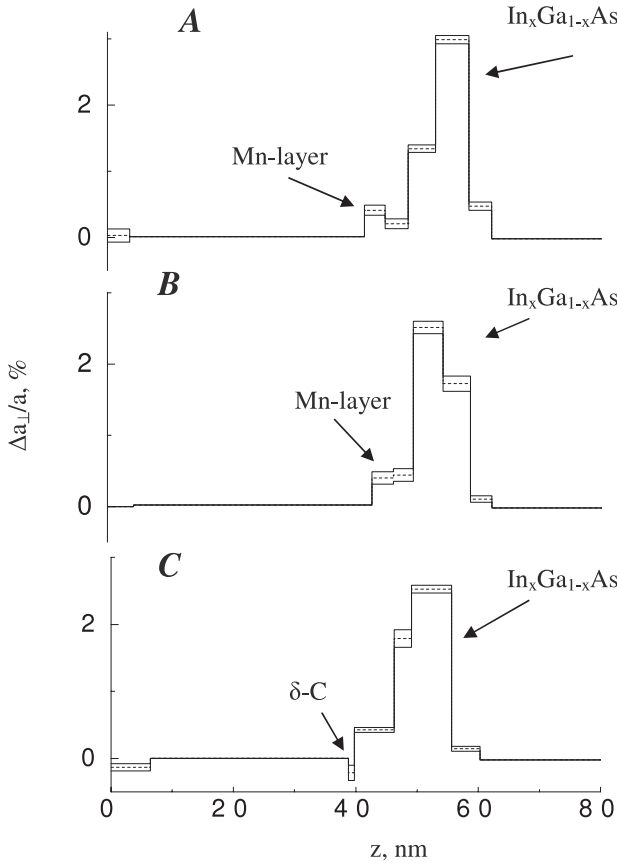 A
InxGa1-xAs
2
Mn-layer
0
B
InxGa1-xAs
2
Mn-layer
0
Δa⊥/a, %
C
InxGa1-xAs
2
δ-C
0
0 20 40 60 80
z, nm